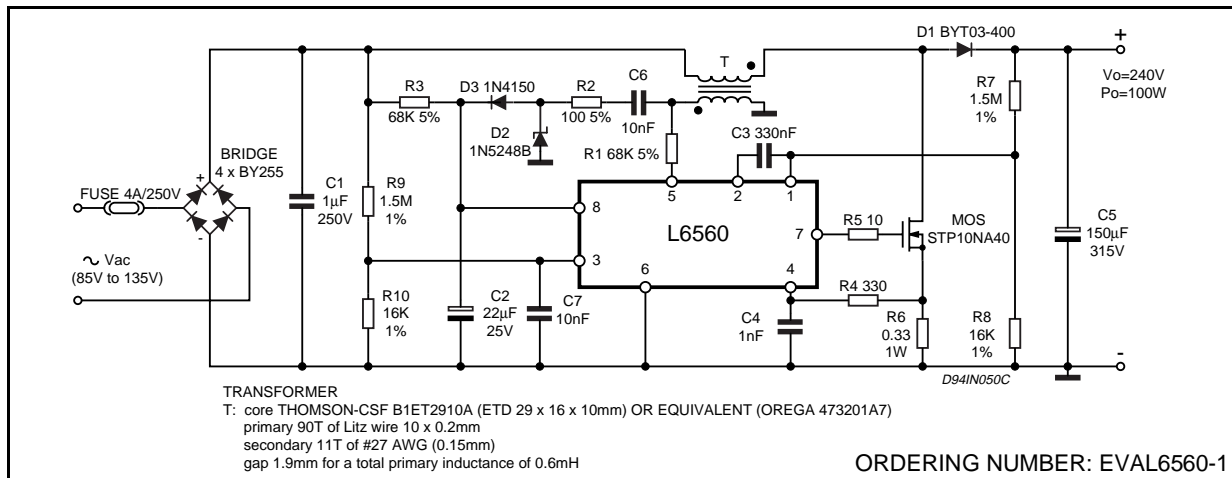 D1 BYT03-400
+
Vo=240V
Po=100W
T
R3
68K 5%
D3 1N4150
R2
100 5%
C6
10nF
R7
1.5M
1%
D2
1N5248B
C3 330nF
R1 68K 5%
BRIDGE
4 x BY255
+
-
FUSE 4A/250V
C1
1µF
250V
R9
1.5M
1%
5
2
1
8
L6560
7
3
6
4
R5 10
MOS
STP10NA40
C5
150µF
315V
∿ Vac
(85V to 135V)
R10
16K
1%
C2
22µF
25V
C7
10nF
C4
1nF
R4 330
R6
0.33
1W
R8
16K
1%
-
D94IN050C
TRANSFORMER
T: core THOMSON-CSF B1ET2910A (ETD 29 x 16 x 10mm) OR EQUIVALENT (OREGA 473201A7)
primary 90T of Litz wire 10 x 0.2mm
secondary 11T of #27 AWG (0.15mm)
gap 1.9mm for a total primary inductance of 0.6mH
ORDERING NUMBER: EVAL6560-1